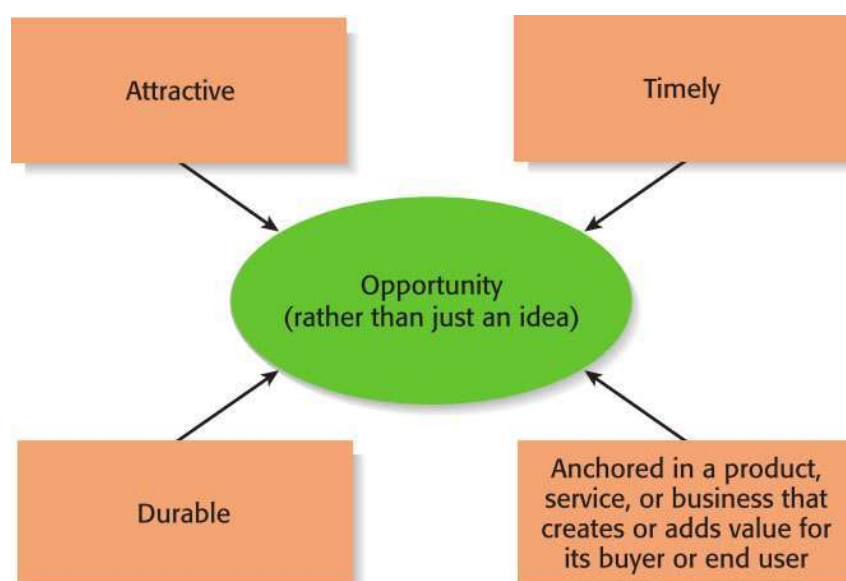 Attractive
Timely
Opportunity
(rather than just an idea)
Durable
Anchored in a product,
service, or business that
creates or adds value for
its buyer or end user